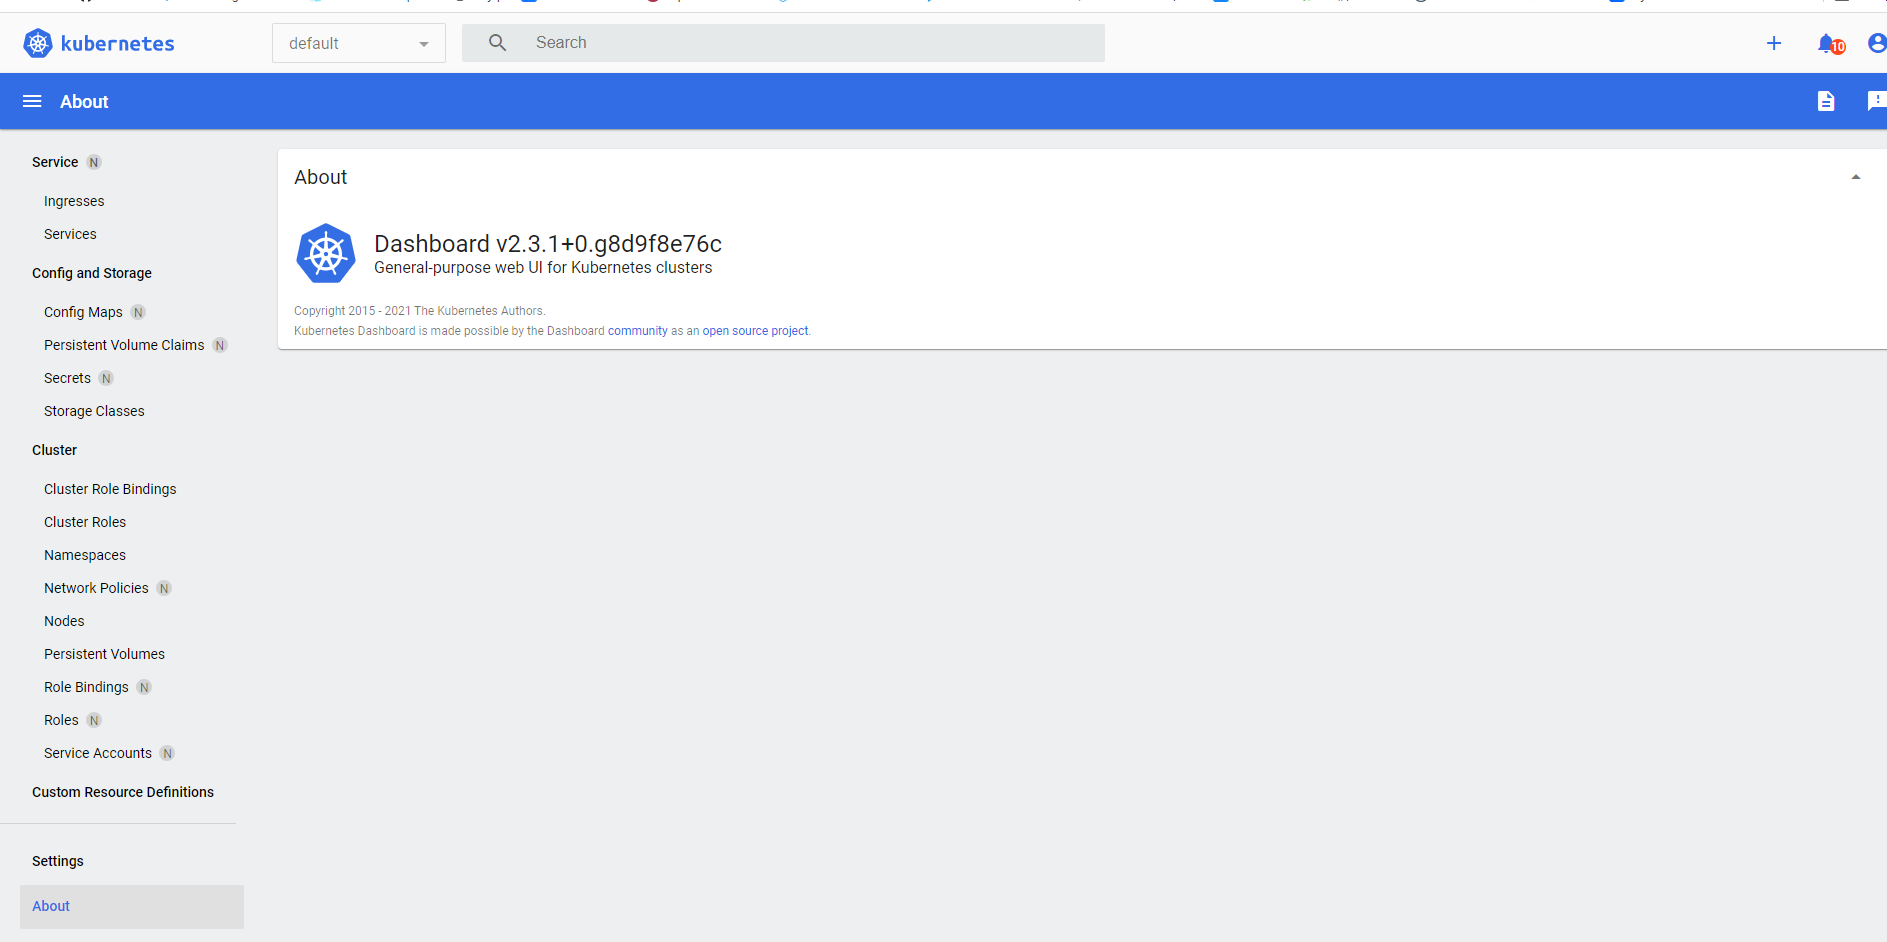 kubernetes
default
Search
10
About
Service N
Ingresses
Services
Config and Storage
Config Maps N
Persistent Volume Claims N
Secrets N
Storage Classes
Cluster
Cluster Role Bindings
Cluster Roles
Namespaces
Network Policies N
Nodes
Persistent Volumes
Role Bindings N
Roles N
Service Accounts N
Custom Resource Definitions
Settings
About
About
Dashboard v2.3.1+0.g8d9f8e76c
General-purpose web UI for Kubernetes clusters
Copyright 2015 - 2021 The Kubernetes Authors.
Kubernetes Dashboard is made possible by the Dashboard community as an open source project.